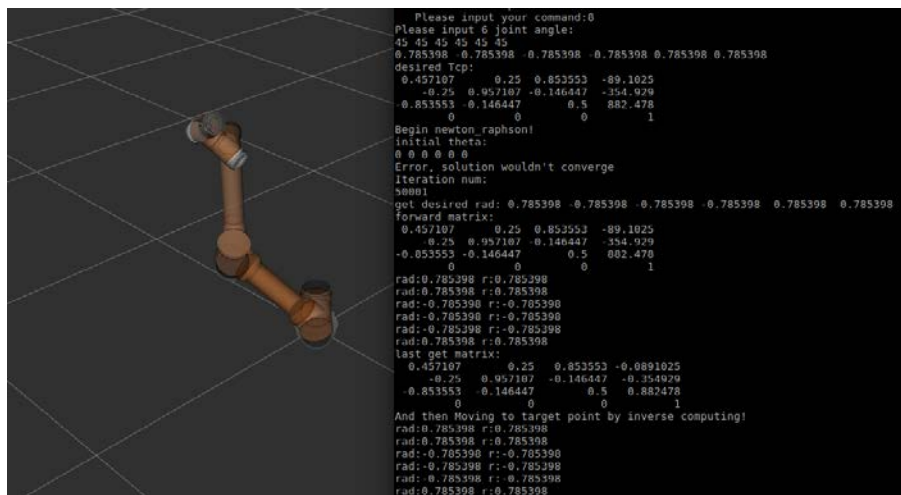 Please input your command:8
Please input 6 joint angle:
45 45 45 45 45 45
0.785398 -0.785398 -0.785398 -0.785398 0.785398 0.785398
desired Tcp:
0.457107 0.25 0.853553 -89.1025
-0.25 0.957107 -0.146447 -354.929
-0.853553 -0.146447 0.5 882.478
0 0 0 1
Begin newton_raphson!
initial theta:
0 0 0 0 0 0
Error, solution wouldn't converge
Iteration num:
50001
get desired rad: 0.785398 -0.785398 -0.785398 -0.785398 0.785398 0.785398
forward matrix:
0.457107 0.25 0.853553 -89.1025
-0.25 0.957107 -0.146447 -354.929
-0.853553 -0.146447 0.5 882.478
0 0 0 1
rad:0.785398 r:0.785398
rad:0.785398 r:0.785398
rad:-0.785398 r:-0.785398
rad:-0.785398 r:-0.785398
rad:-0.785398 r:-0.785398
rad:0.785398 r:0.785398
last get matrix:
0.457107 0.25 0.853553 -0.0891025
-0.25 0.957107 -0.146447 -0.354929
-0.853553 -0.146447 0.5 0.882478
0 0 0 1
And then Moving to target point by inverse computing!
rad:0.785398 r:0.785398
rad:0.785398 r:0.785398
rad:-0.785398 r:-0.785398
rad:-0.785398 r:-0.785398
rad:-0.785398 r:-0.785398
rad:0.785398 r:0.785398